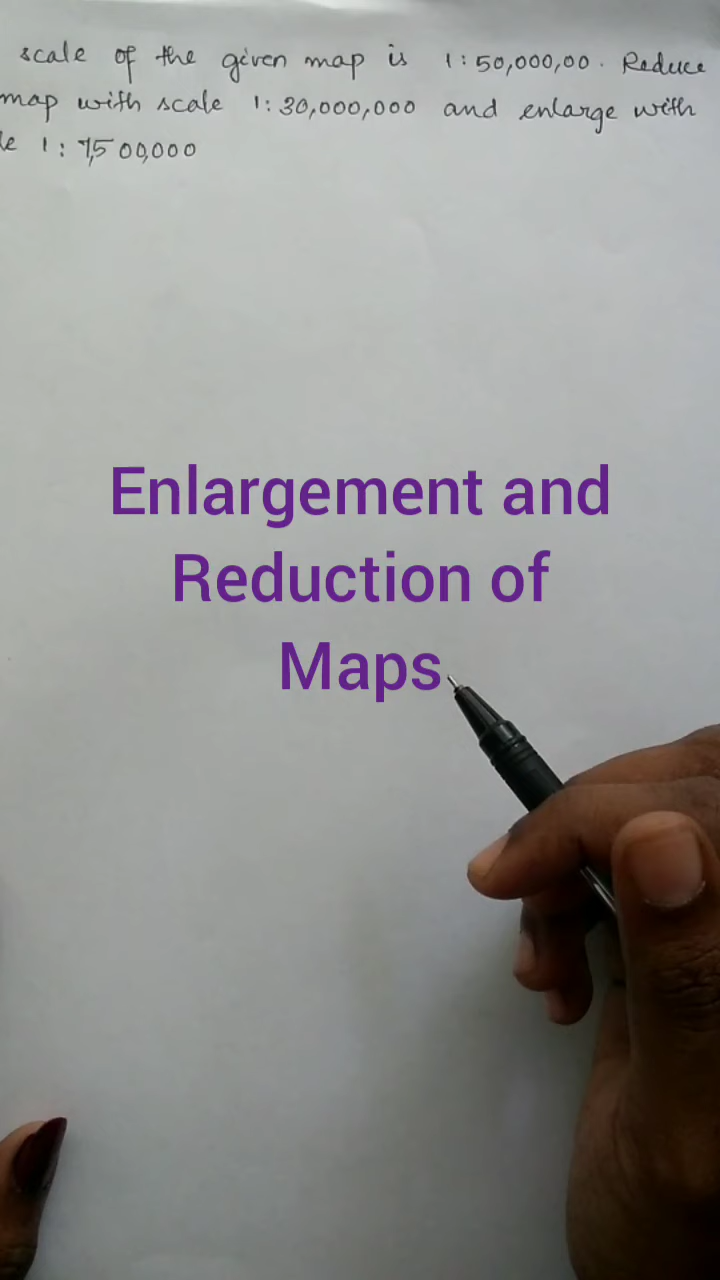 scale of the given map is 1:50,000,00. Reduce
map with scale 1:30,000,000 and enlarge with
le 1: 7,500,000
Enlargement and
Reduction of
Maps